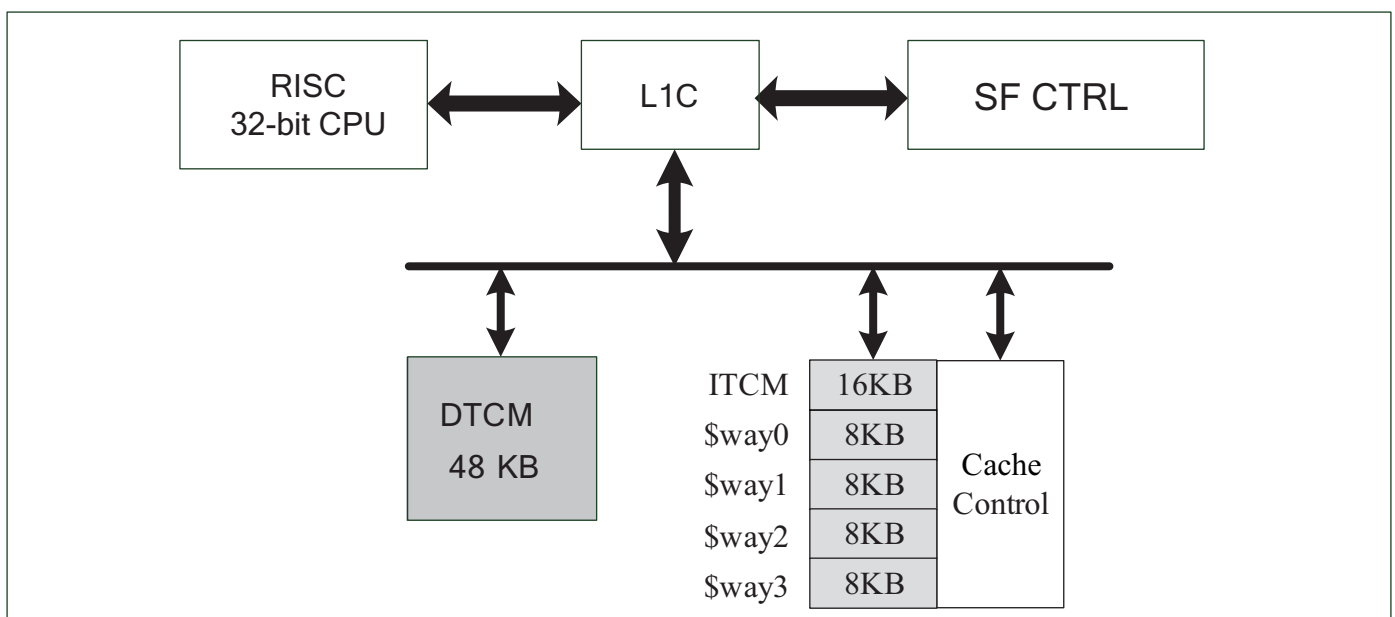 RISC
32-bit CPU
L1C
SF CTRL
DTCM
48 KB
ITCM 16KB
$way0 8KB
$way1 8KB
$way2 8KB
$way3 8KB
Cache
Control